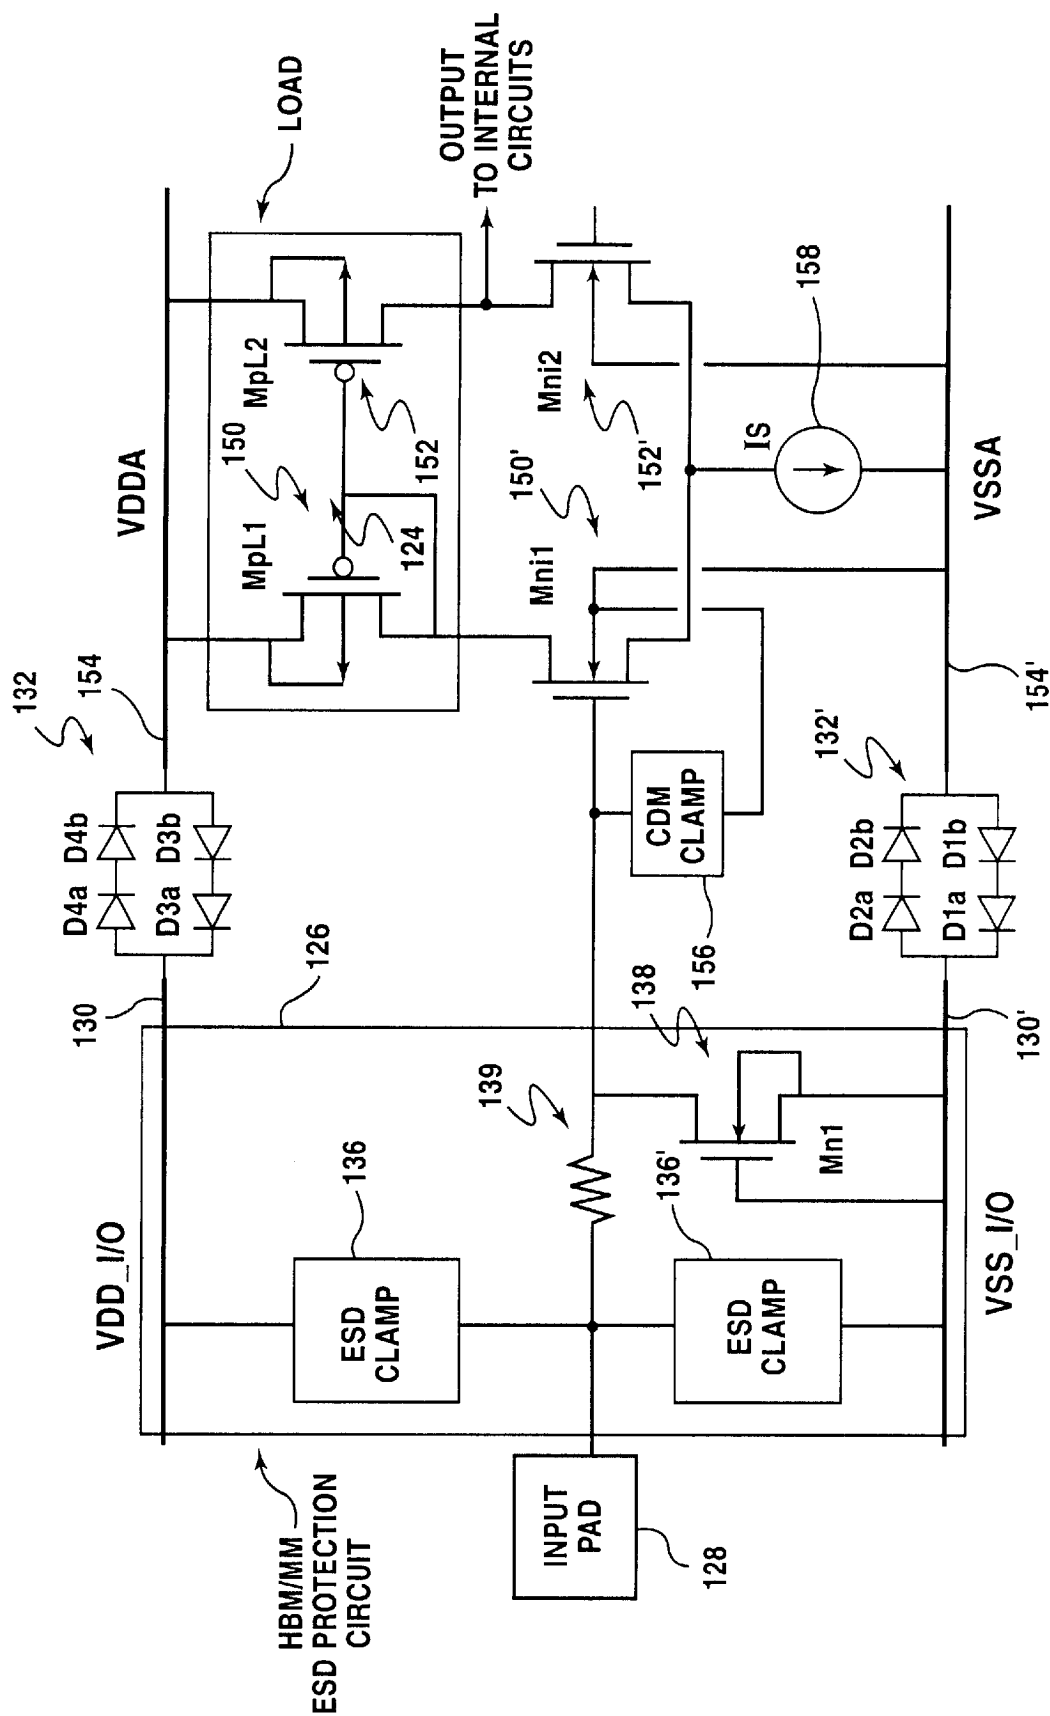 HBM/MM
ESD PROTECTION
CIRCUIT
VDD_I/O
130
126
132
154
D4a
D4b
D3a
D3b
VDDA
LOAD
MpL1
150
MpL2
124
152
OUTPUT
TO INTERNAL
CIRCUITS
INPUT
PAD
128
ESD
CLAMP
136
139
ESD
CLAMP
136'
138
Mn1
VSS_I/O
130'
CDM
CLAMP
156
Mni1
150'
Mni2
152'
IS
158
D2a
D2b
D1a
D1b
132'
154'
VSSA